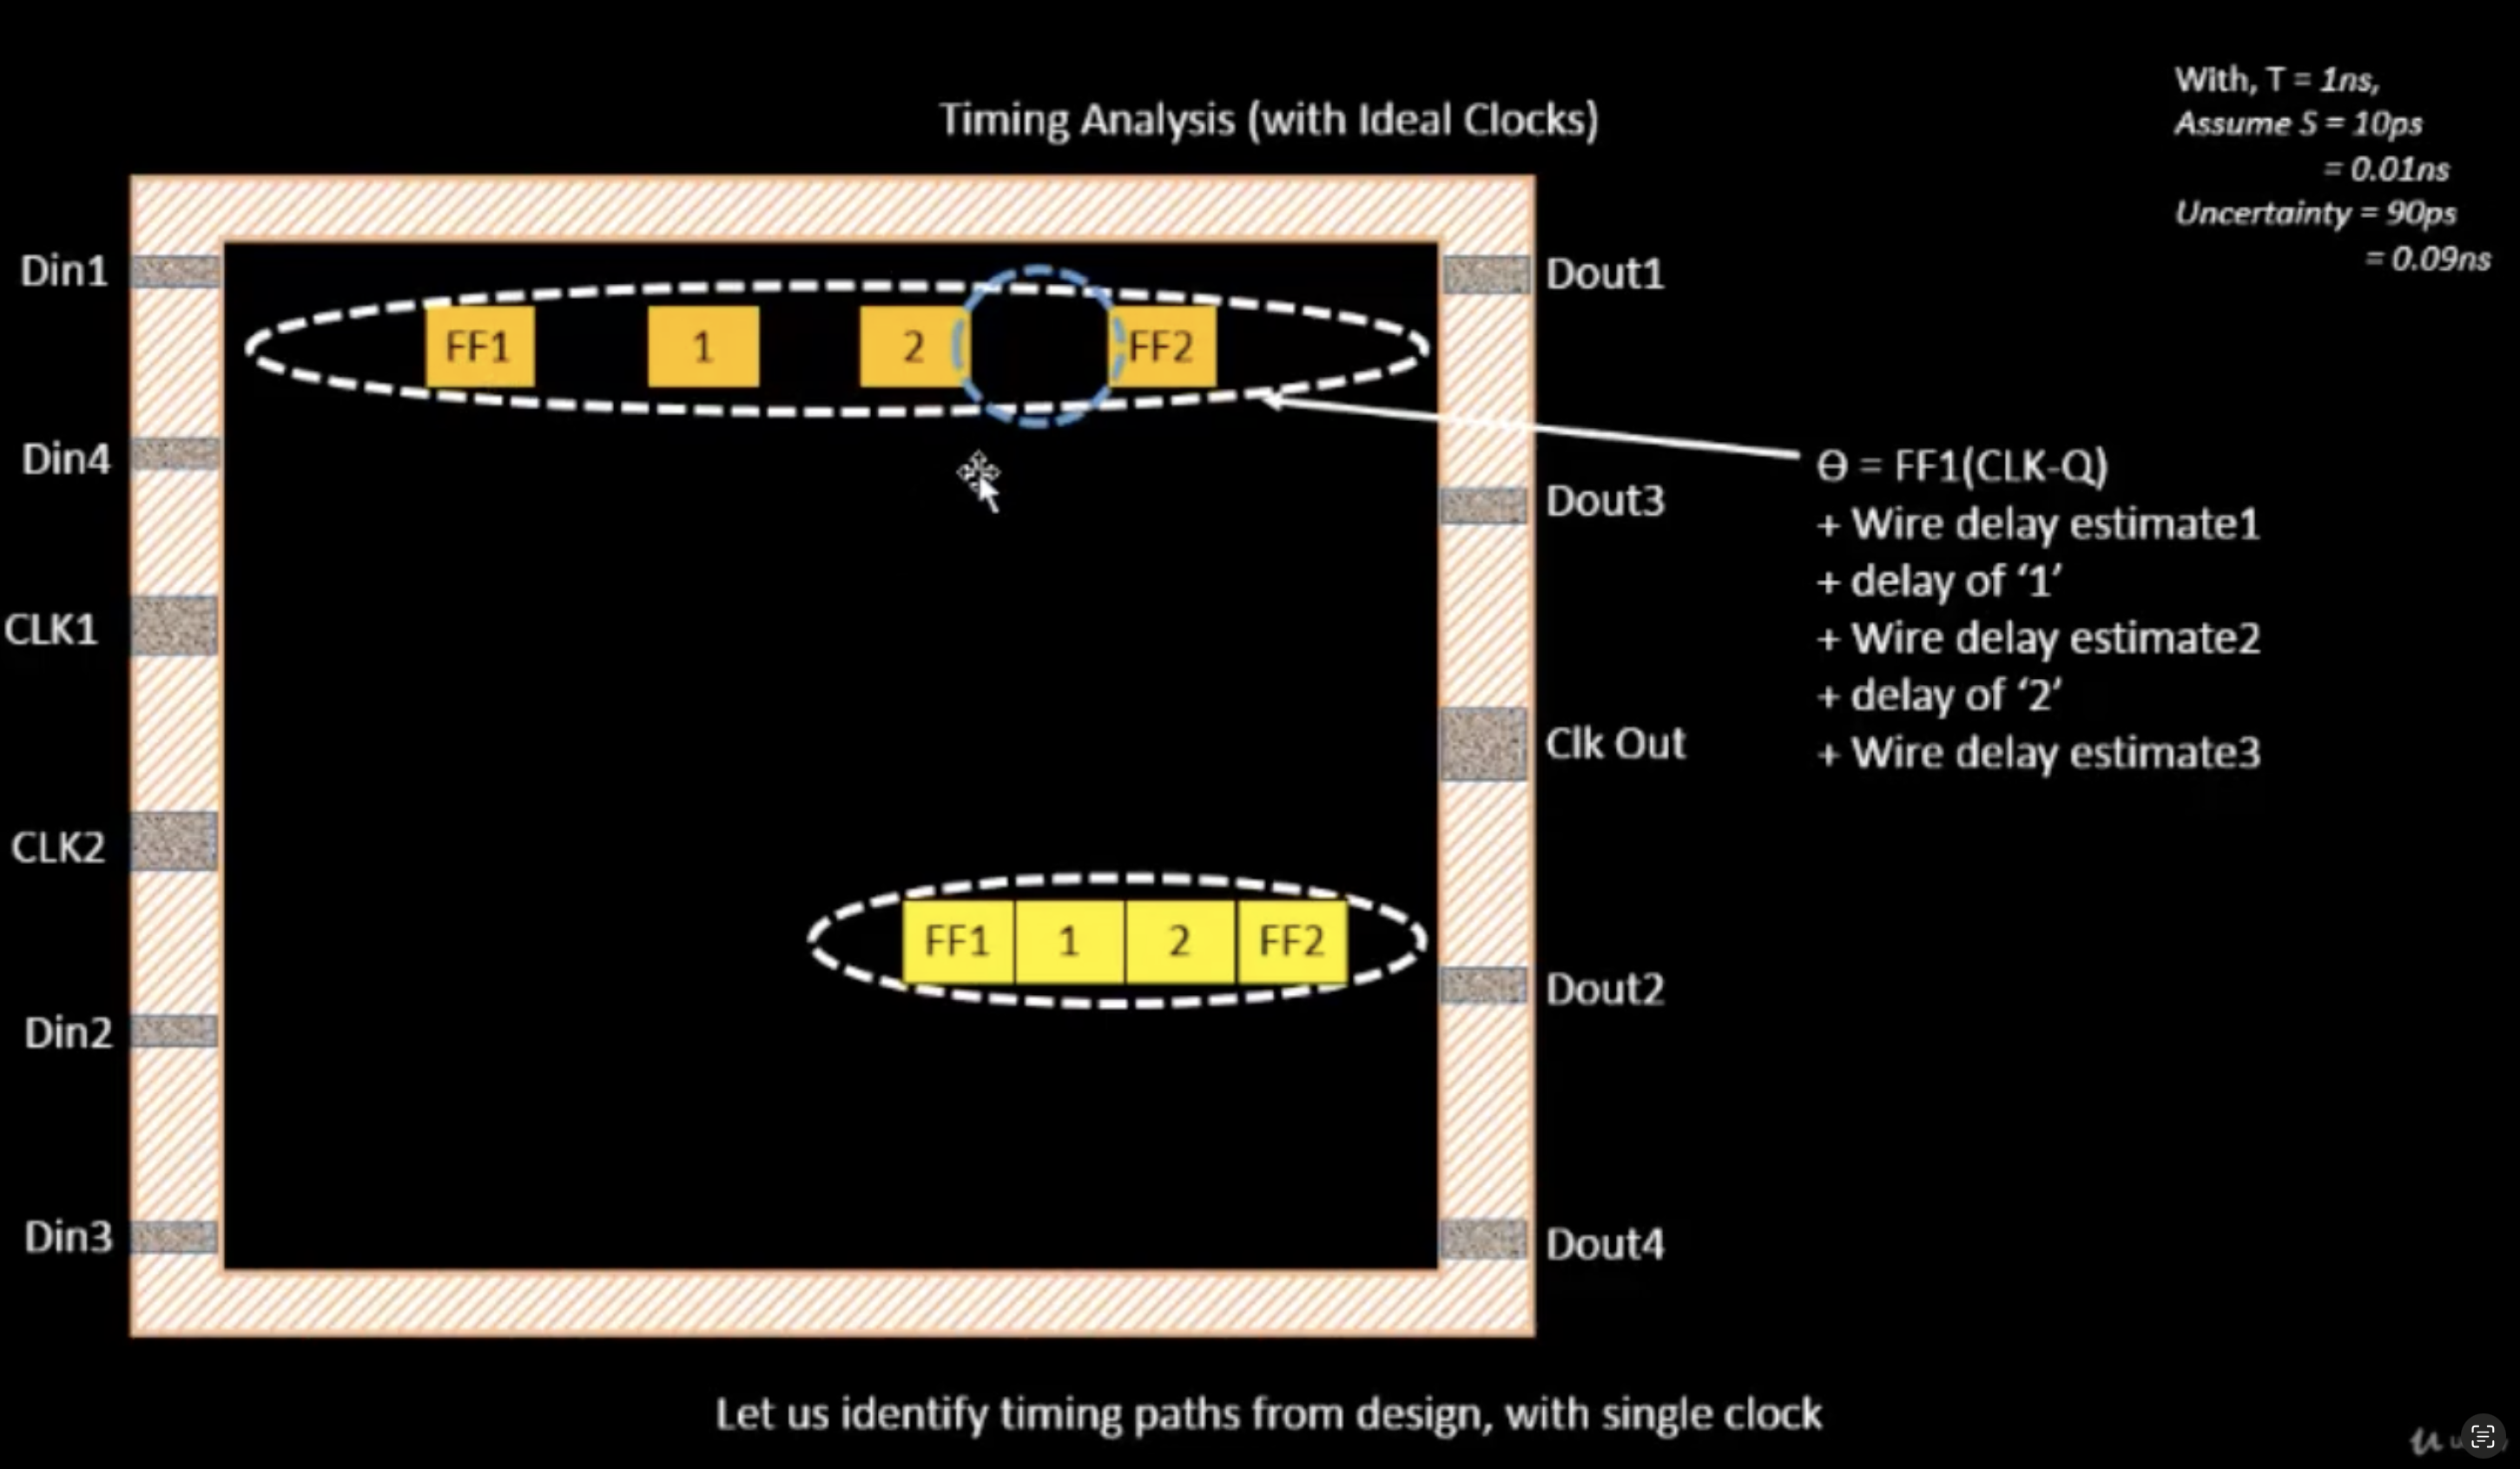 Timing Analysis (with Ideal Clocks)
With, T = 1ns,
Assume S = 10ps
= 0.01ns
Uncertainty = 90ps
= 0.09ns
Din1
Din4
CLK1
CLK2
Din2
Din3
FF1 1 2 FF2
FF1 1 2 FF2
Dout1
Dout3
Clk Out
Dout2
Dout4
Ө = FF1(CLK-Q)
+ Wire delay estimate1
+ delay of ‘1’
+ Wire delay estimate2
+ delay of ‘2’
+ Wire delay estimate3
Let us identify timing paths from design, with single clock